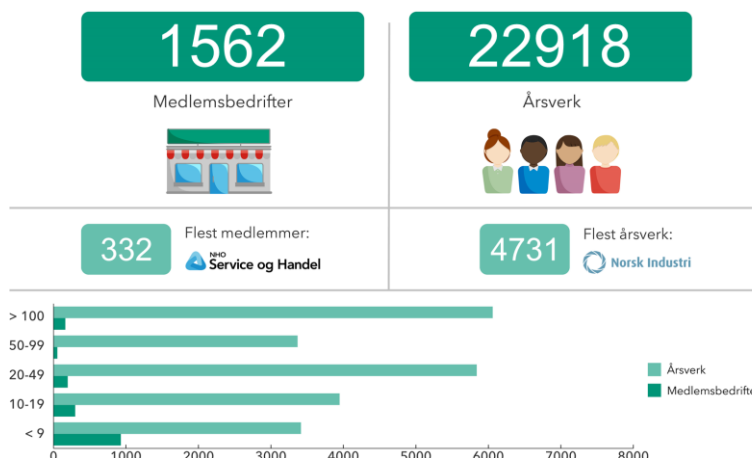 1562
22918
Medlemsbedrifter
Årsverk
332
Flest medlemmer:
NHO
Service og Handel
4731
Flest årsverk:
Norsk Industri
> 100
50-99
20-49
10-19
< 9
Årsverk
Medlemsbedrifte
0 1000 2000 3000 4000 5000 6000 7000 8000